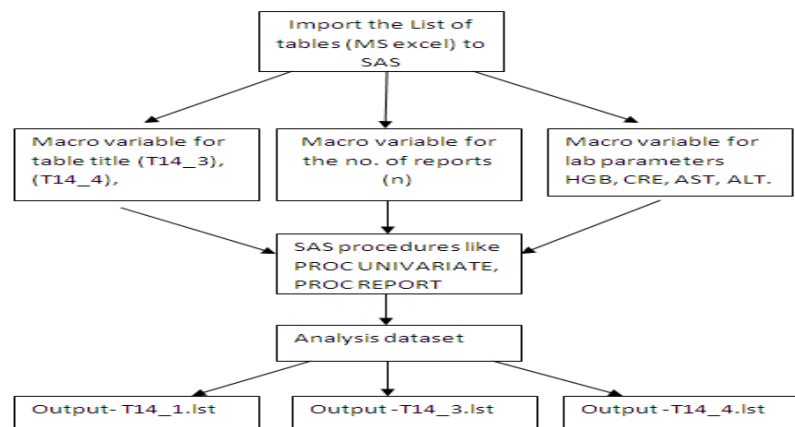 Import the List of
tables (MS excel) to
SAS
Macro variable for
table title (T14_3),
(T14_4),
Macro variable for
the no. of reports
(n)
Macro variable for
lab parameters
HGB, CRE, AST, ALT.
SAS procedures like
PROC UNIVARIATE,
PROC REPORT
Analysis dataset
Output- T14_1.lst
Output -T14_3.lst
Output -T14_4.lst